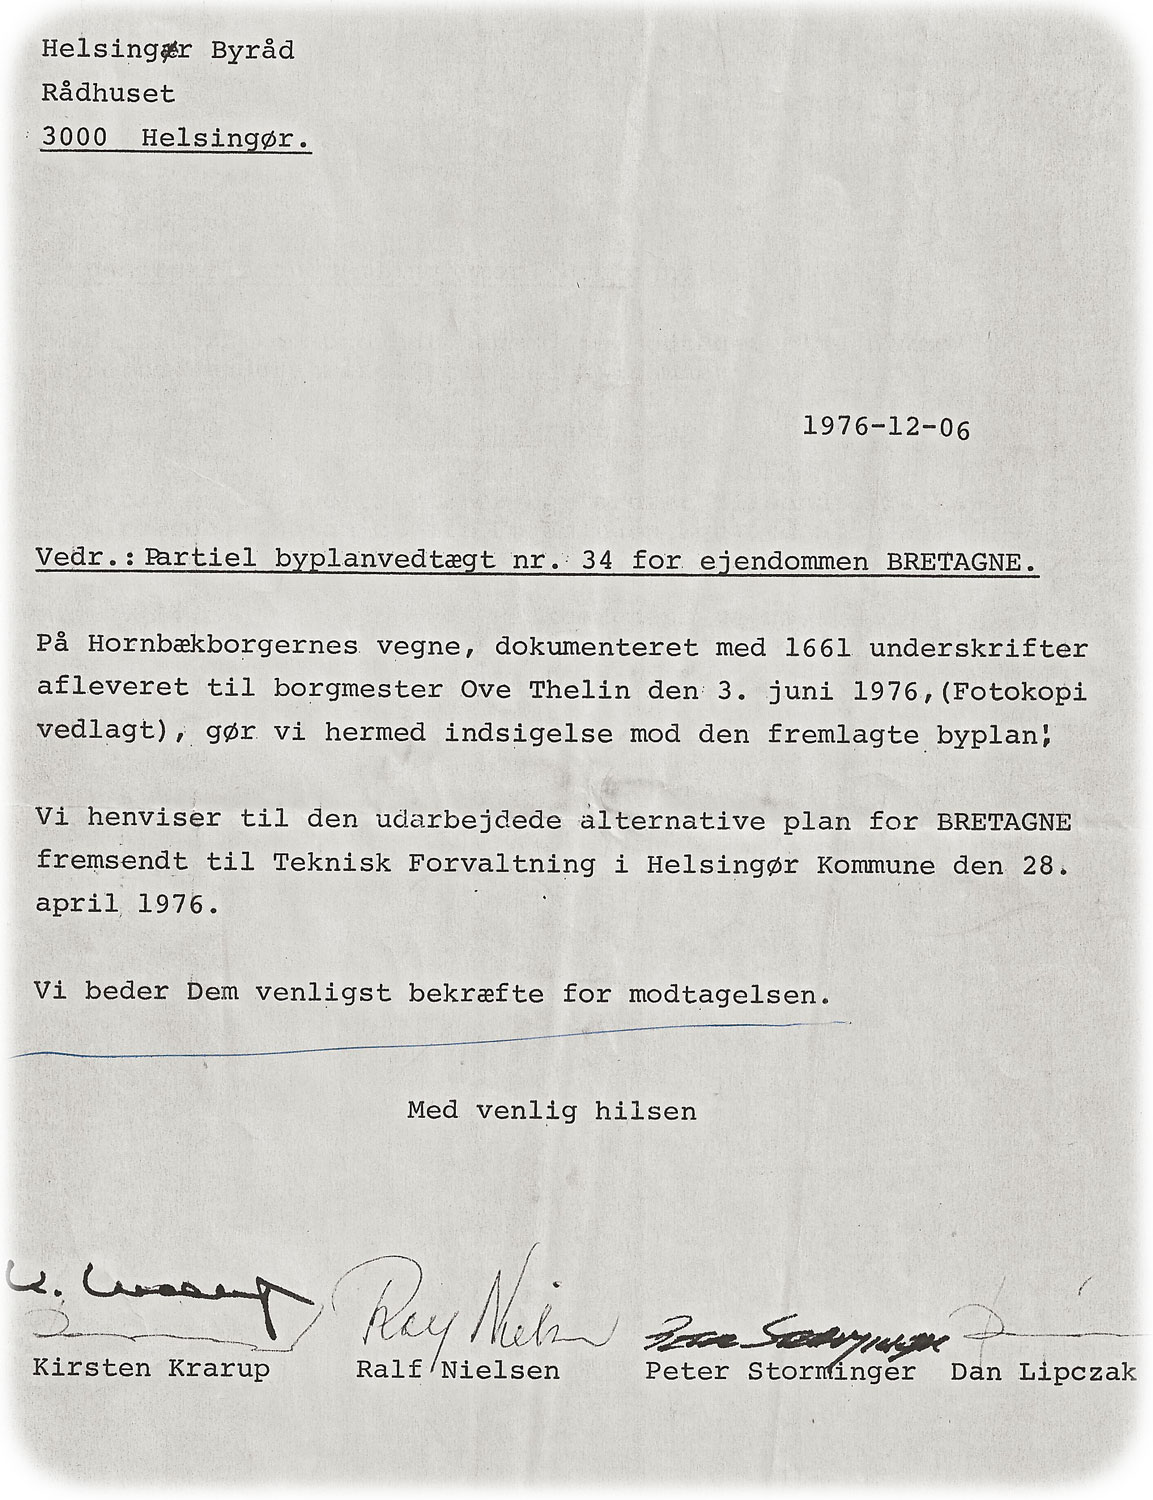 Helsingør Byråd
Rådhuset
3000 Helsingør.
1976-12-06
Vedr.: Partiel byplanvedtægt nr. 34 for ejendommen BRETAGNE.
På Hornbækborgernes vegne, dokumenteret med 1661 underskrifter
afleveret til borgmester Ove Thelin den 3. juni 1976,(Fotokopi
vedlagt), gør vi hermed indsigelse mod den fremlagte byplan!
Vi henviser til den udarbejdede alternative plan for BRETAGNE
fremsendt til Teknisk Forvaltning i Helsingør Kommune den 28.
april 1976.
Vi beder Dem venligst bekræfte for modtagelsen.
Med venlig hilsen
Kirsten Krarup Ralf Nielsen Peter Storminger Dan Lipczak